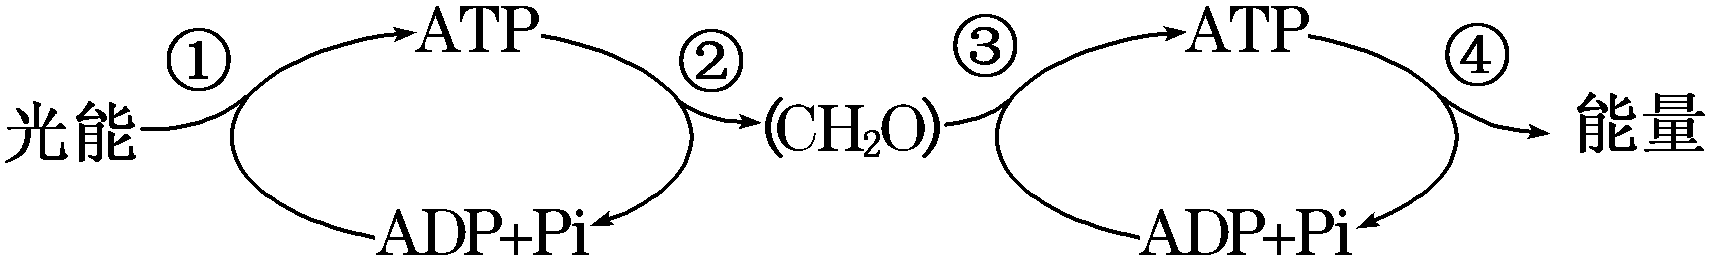 ① ATP ② ③ ATP ④
光能 (CH₂O) 能量
ADP+Pi ADP+Pi